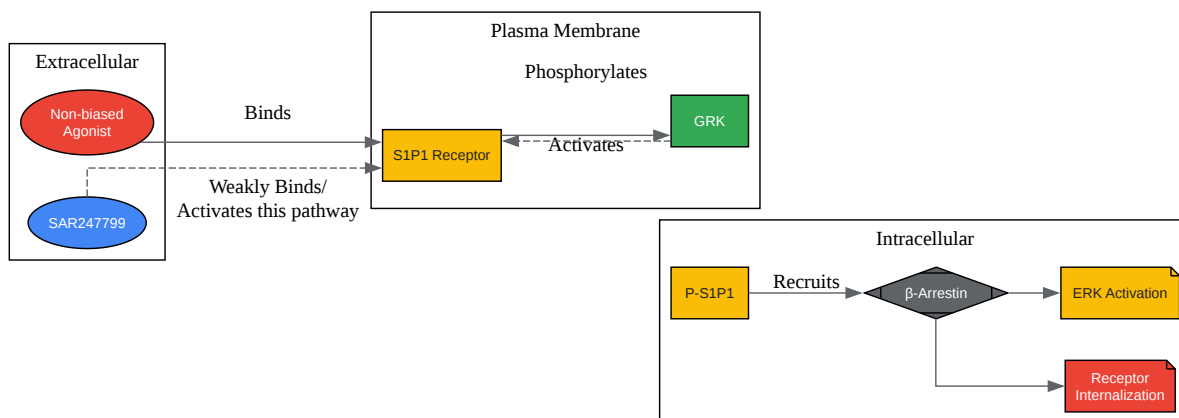 Extracellular
Non-biased
Agonist
SAR247799
Binds
Weakly Binds/
Activates this pathway
Plasma Membrane
Phosphorylates
S1P1 Receptor
GRK
Activates
Intracellular
P-S1P1
Recruits
β-Arrestin
ERK Activation
Receptor
Internalization